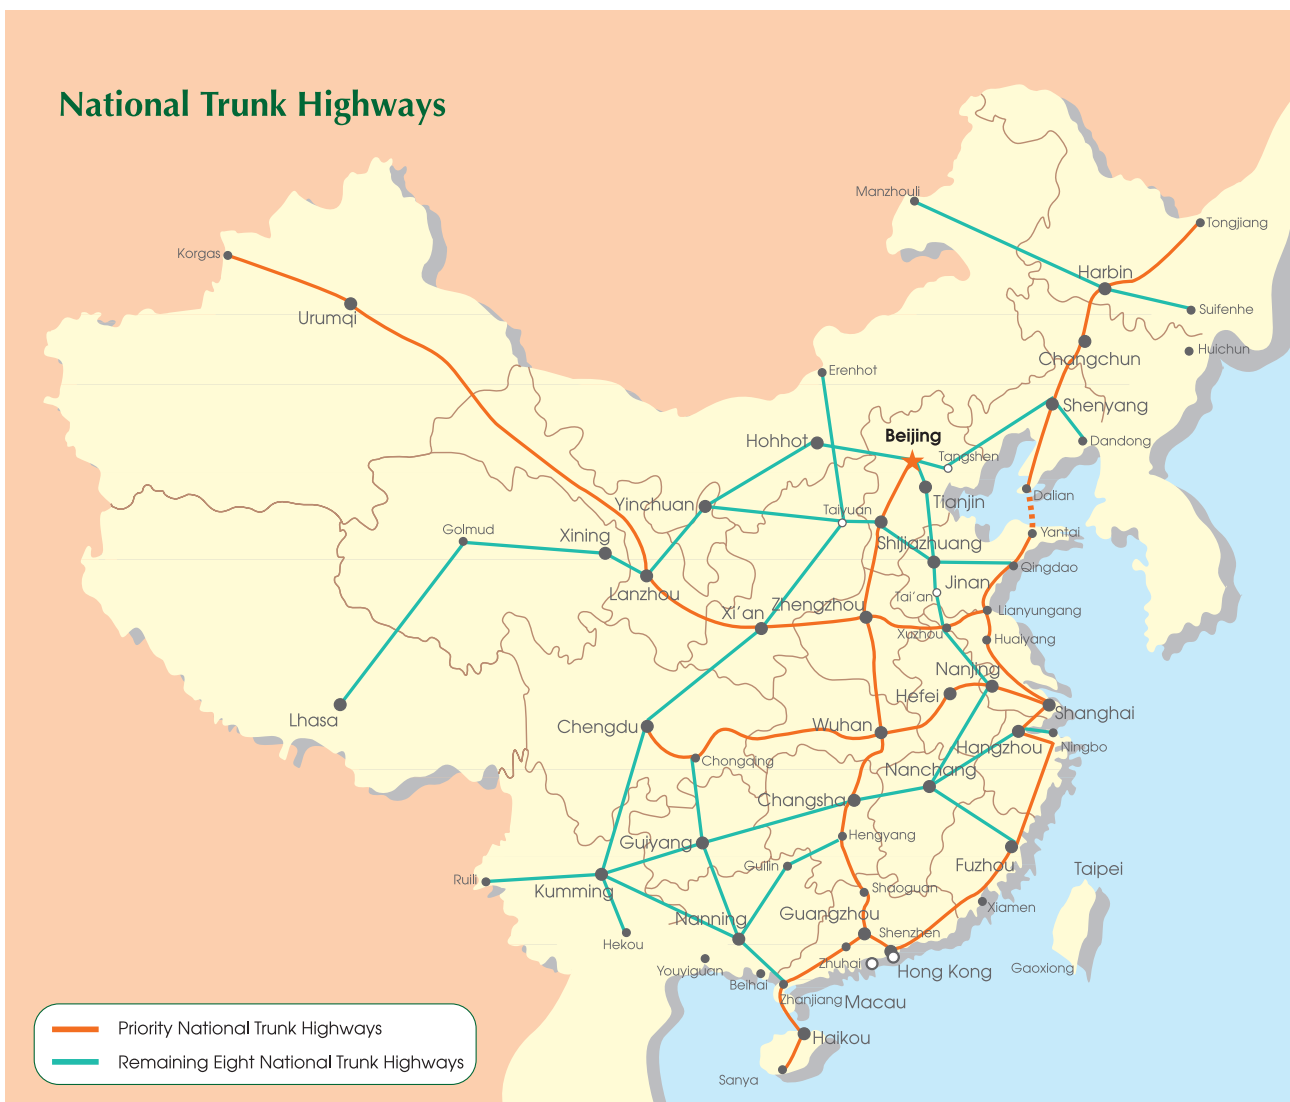 National Trunk Highways
Manzhouli
Tongjiang
Korgas
Harbin
Urumqi
Suifenhe
Huichun
Changchun
Erenhot
Shenyang
Beijing
Hohhot
Dandong
Tangshen
Dalian
Yinchuan
Tianjin
Taiyuan
Golmud
Xining
Yantai
Shijiazhuang
Qingdao
Jinan
Lanzhou
Tai'an
Zhengzhou
Xi'an
Lianyungang
Xuzhou
Huaiyang
Nanjing
Hefei
Lhasa
Shanghai
Chengdu
Wuhan
Hangzhou
Ningbo
Chongqing
Nanchang
Changsha
Hengyang
Guiyang
Guilin
Fuzhou
Taipei
Ruili
Kumming
Shaoguan
Xiamen
Guangzhou
Nanning
Shenzhen
Hekou
Zhuhai
Youyiguan
Hong Kong
Gaoxiong
Beihai
Zhanjiang
Macau
Haikou
Sanya
Priority National Trunk Highways
Remaining Eight National Trunk Highways